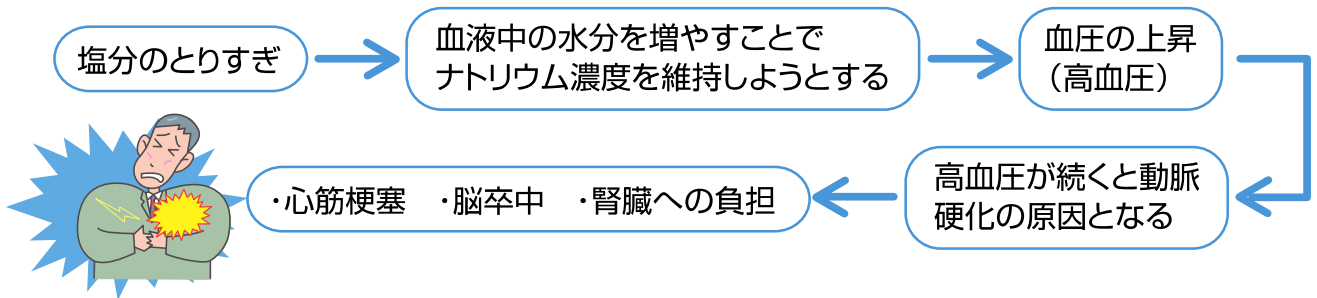 塩分のとりすぎ
血液中の水分を増やすことで
ナトリウム濃度を維持しようとする
血圧の上昇
（高血圧）
高血圧が続くと動脈
硬化の原因となる
・心筋梗塞　・脳卒中　・腎臓への負担